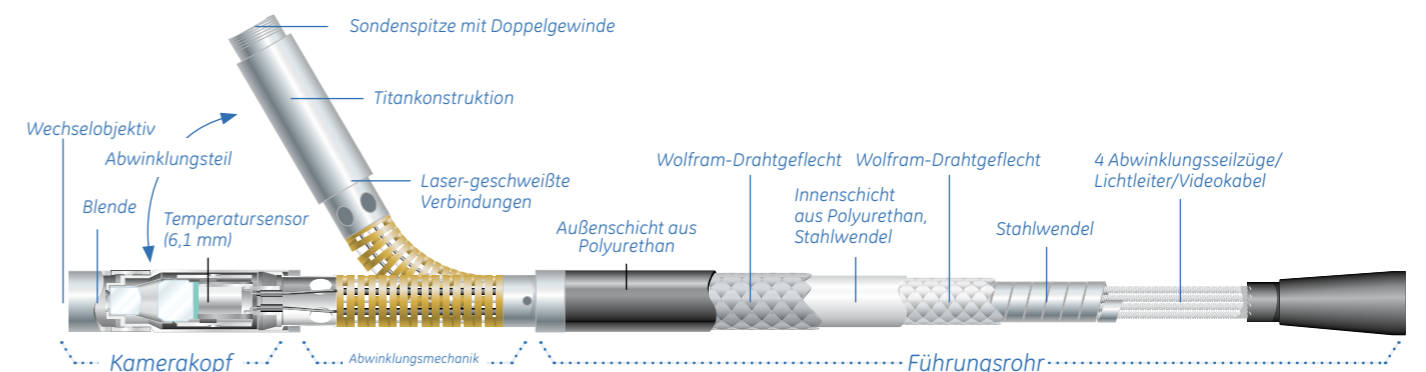 Sondenspitze mit Doppelgewinde
Titankonstruktion
Wechselobjektiv
Abwinklungsteil
Laser-geschweißte
Verbindungen
Blende
Temperatursensor
(6,1 mm)
Außenschicht aus
Polyurethan
Wolfram-Drahtgeflecht
Innenschicht
aus Polyurethan,
Stahlwendel
Wolfram-Drahtgeflecht
Stahlwendel
4 Abwinklungsseilzüge/
Lichtleiter/Videokabel
Kamerakopf
Abwinklungsmechanik
Führungsrohr